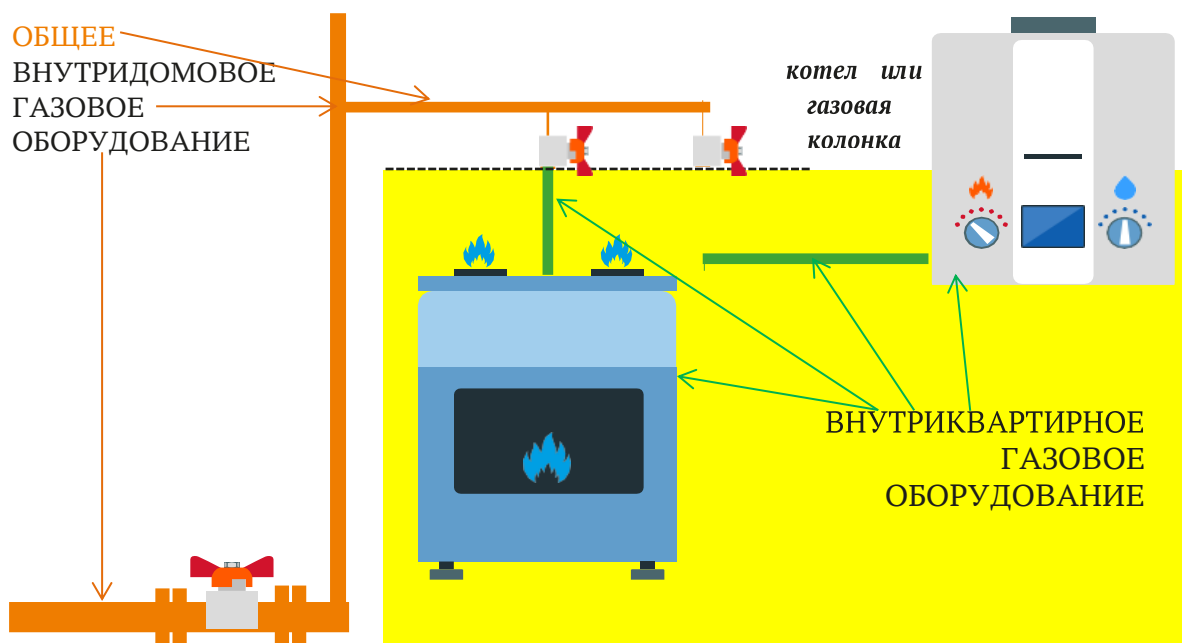 ОБЩЕЕ
ВНУТРИДОМОВОЕ
ГАЗОВОЕ
ОБОРУДОВАНИЕ
котел или
газовая
колонка
ВНУТРИКВАРТИРНОЕ
ГАЗОВОЕ
ОБОРУДОВАНИЕ